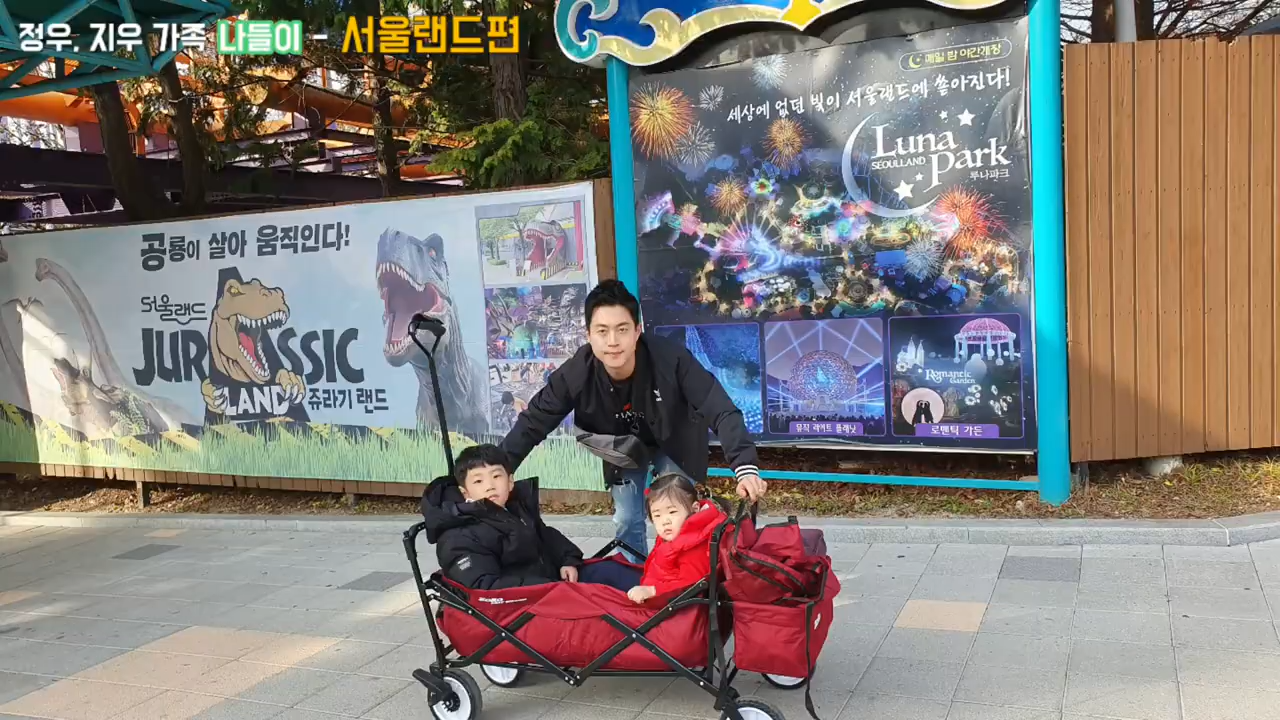 정우, 지우 가족 나들이 - 서울랜드편
매일 밤 야간개장
세상에 없던 빛이 서울랜드에 쏟아진다!
Luna
SEOULLAND
Park
루나파크
공룡이 살아 움직인다!
서울랜드
JURASSIC
LAND
쥬라기 랜드
뮤직 라이트 플래닛
Romantic
Garden
로맨틱 가든